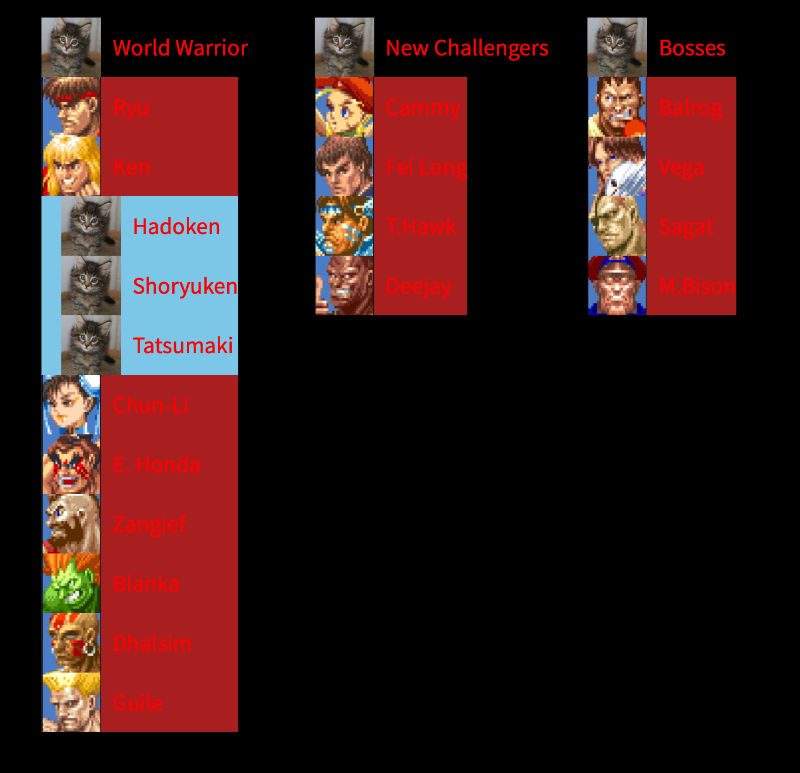 World Warrior
Ryu
Ken
Hadoken
Shoryuken
Tatsumaki
Chun-Li
E. Honda
Zangief
Blanka
Dhalsim
Guile
New Challengers
Cammy
Fei Long
T.Hawk
Deejay
Bosses
Balrog
Vega
Sagat
M.Bison